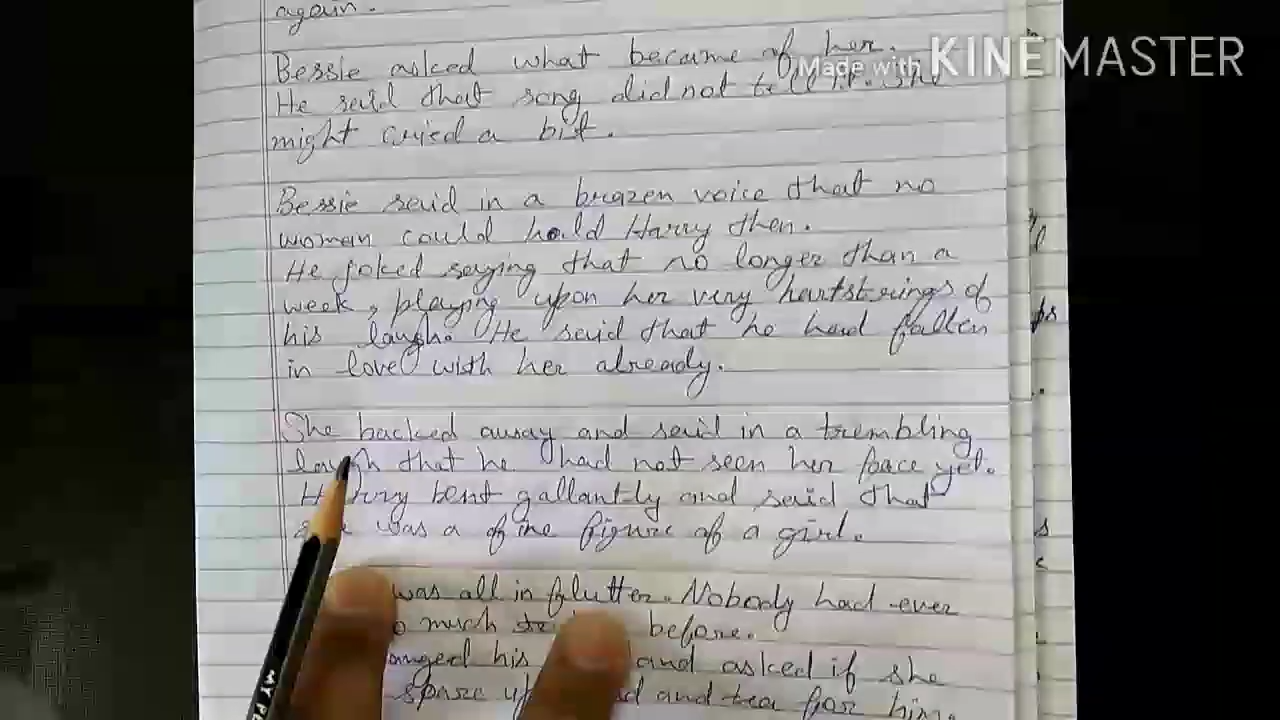 again.
Bessie asked what became of her.
Made with KINEMASTER
He said that song did not tell it. She
might cried a bit.
Bessie said in a brazen voice that no
woman could hold Harry then.
He joked saying that no longer than a
week, playing upon her very heartstrings of
his laugh. He said that he had fallen
in love with her already.
She backed away and said in a trembling
laugh that he had not seen her face yet.
Harry bent gallantly and said that
she was a fine figure of a girl.
was all in flutter. Nobody had ever
much before.
his and asked if she
and tea for him.
MY